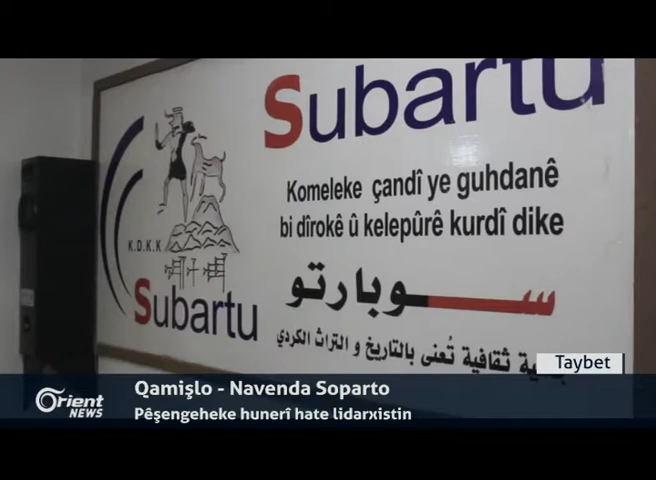 Subartu
Komeleke çandî ye guhdanê
bi dîrokê û kelepûrê kurdî dike
K.D.K.K
Subartu
سوبارتو
ثقافية تُعنى بالتاريخ و التراث الكردي
Taybet
Orient NEWS
Qamişlo - Navenda Soparto
Pêşengeheke hunerî hate lidarxistin